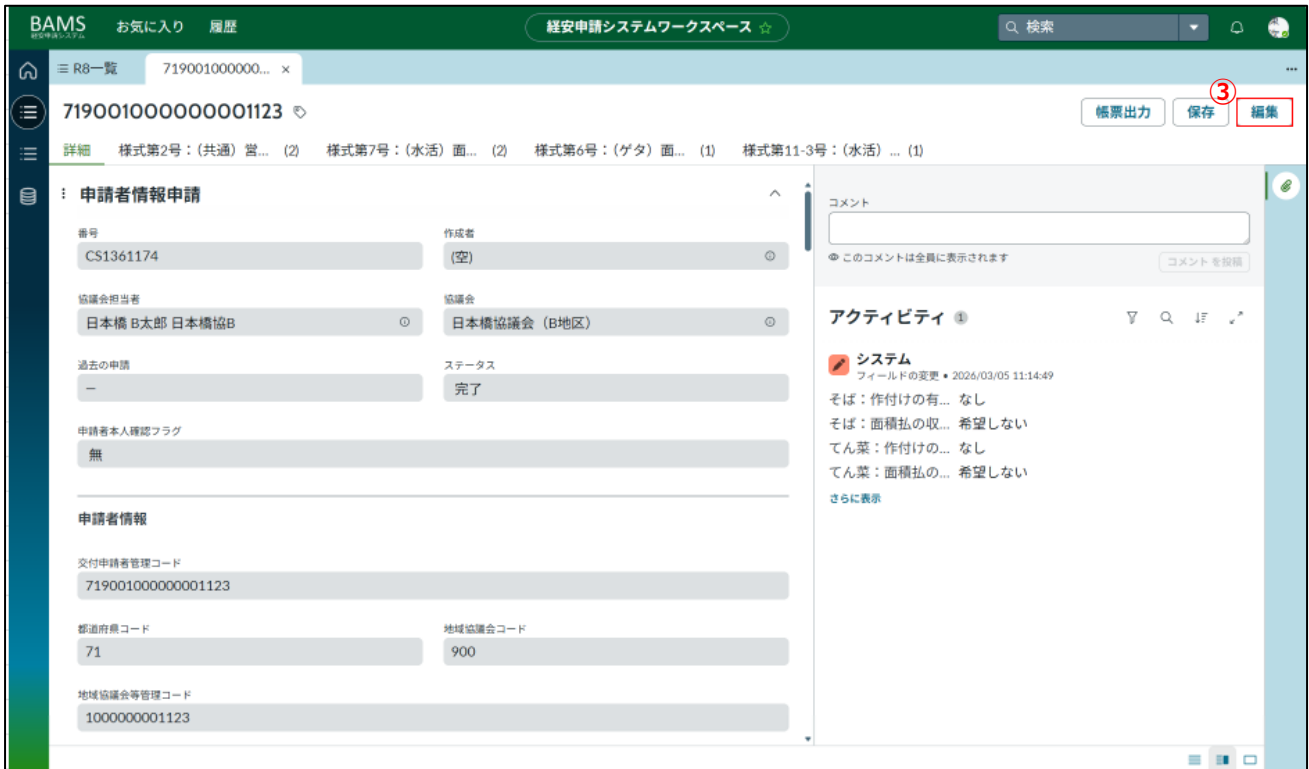 BAMS お気に入り 履歴 経安申請システムワークスペース ☆ 検索
経安申請システム
R8一覧 719001000000... ×
③
719001000000001123 帳票出力 保存 編集
詳細 様式第2号：（共通）営... (2) 様式第7号：（水活）面... (2) 様式第6号：（ゲタ）面... (1) 様式第11-3号：（水活）... (1)
申請者情報申請
番号 作成者
CS1361174 (空)
協議会担当者 協議会
日本橋 B太郎 日本橋協B 日本橋協議会（B地区）
過去の申請 ステータス
— 完了
申請者本人確認フラグ
無
申請者情報
交付申請者管理コード
719001000000001123
都道府県コード 地域協議会コード
71 900
地域協議会等管理コード
1000000001123
コメント
このコメントは全員に表示されます コメント を投稿
アクティビティ 1
システム
フィールドの変更 • 2026/03/05 11:14:49
そば：作付けの有... なし
そば：面積払の収... 希望しない
てん菜：作付けの... なし
てん菜：面積払の... 希望しない
さらに表示